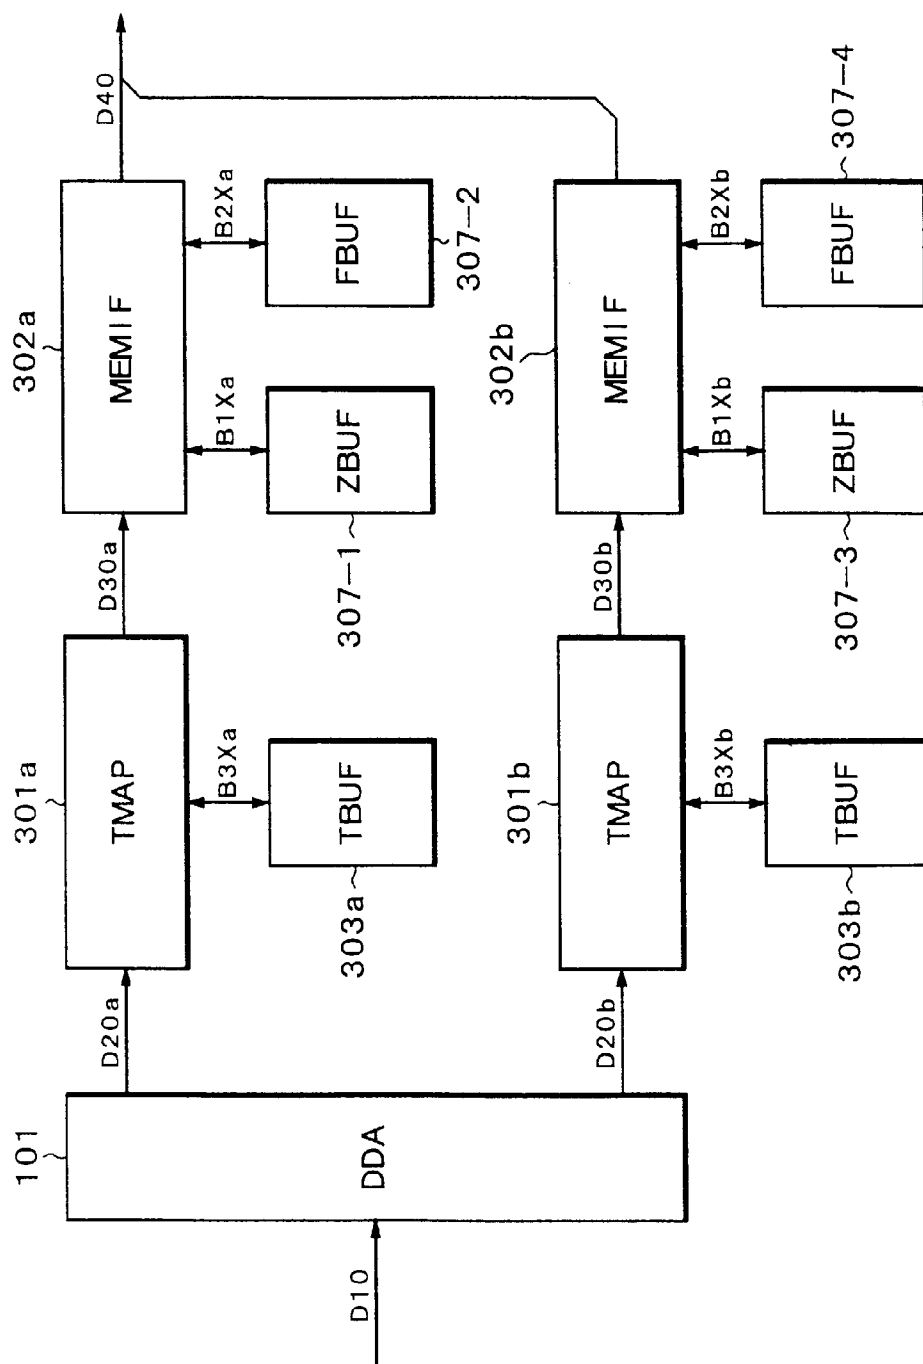 D10
101
DDA
D20a
D20b
301a
TMAP
B3Xa
TBUF
303a
D30a
302a
MEMIF
B1Xa
ZBUF
307-1
B2Xa
FBUF
307-2
D40
301b
TMAP
B3Xb
TBUF
303b
D30b
302b
MEMIF
B1Xb
ZBUF
307-3
B2Xb
FBUF
307-4